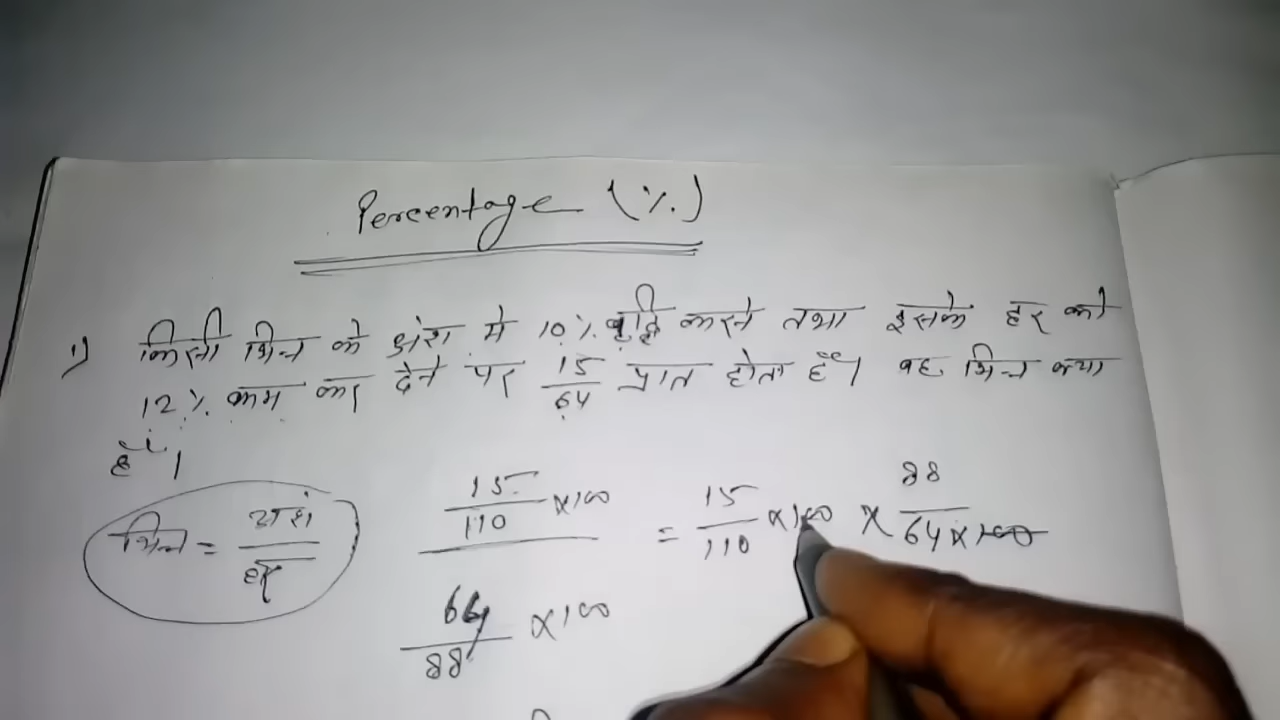 Percentage (%)
1) किसी भिन्न के अंश मे 10% वृद्धि करने तथा इसके हर को
12% कम कर देने पर 15/64 प्राप्त होता है। वह भिन्न क्या
है।
भिन्न = अंश/हर
15/110 × 100
64/88 × 100
= 15/110 × 100 × 88/64×100